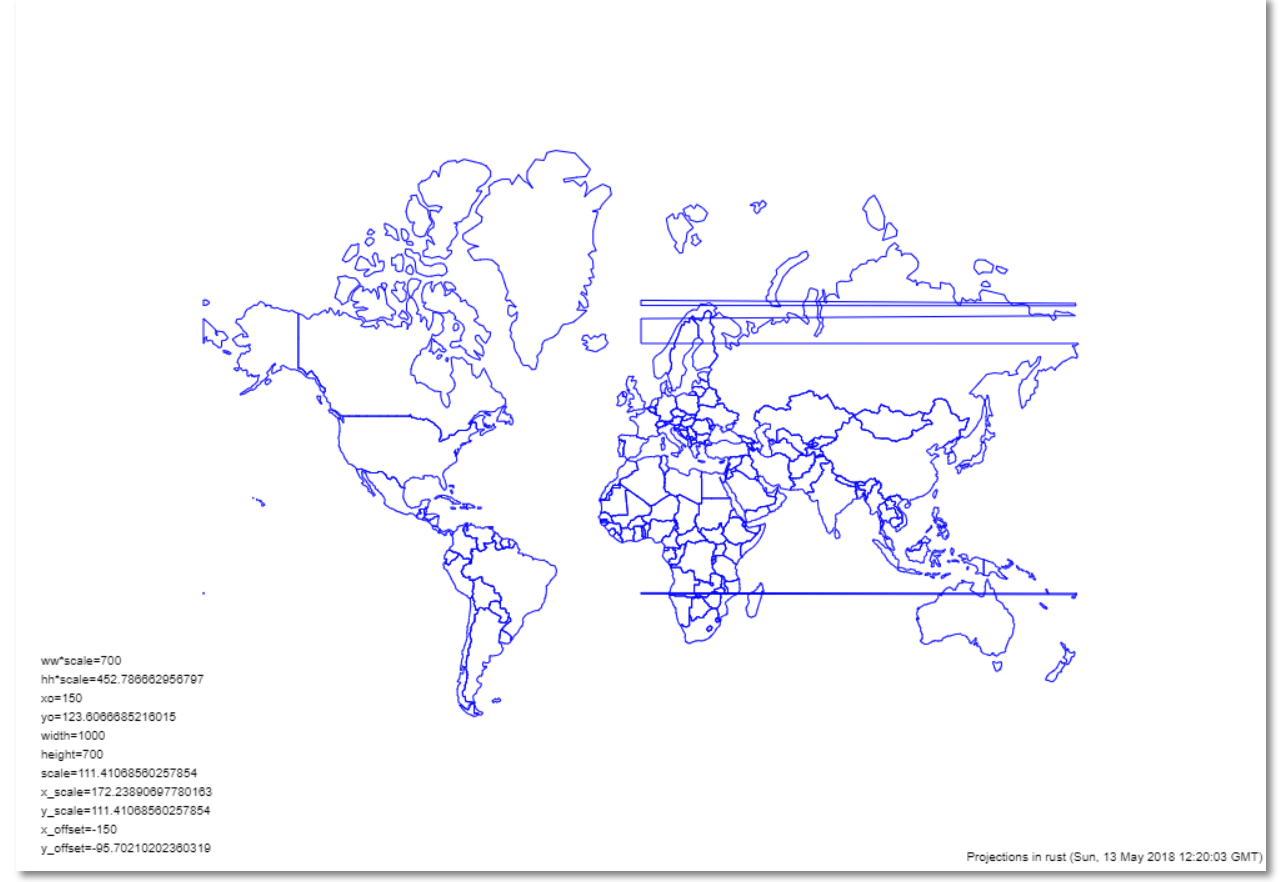 ww*scale=700
hh*scale=452.786662956797
xo=150
yo=123.6066685216015
width=1000
height=700
scale=111.41068560257854
x_scale=172.23890697780163
y_scale=111.41068560257854
x_offset=-150
y_offset=-95.70210202360319
Projections in rust (Sun, 13 May 2018 12:20:03 GMT)